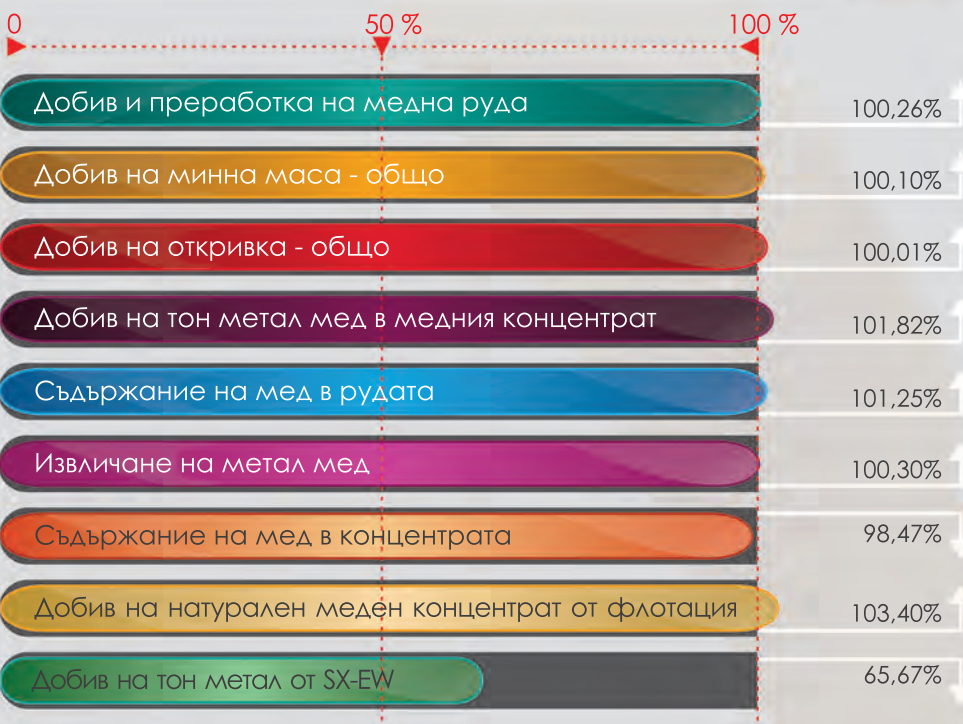 0 50 % 100 %
Добив и преработка на медна руда 100,26%
Добив на минна маса - общо 100,10%
Добив на откривка - общо 100,01%
Добив на тон метал мед в медния концентрат 101,82%
Съдържание на мед в рудата 101,25%
Извличане на метал мед 100,30%
Съдържание на мед в концентрата 98,47%
Добив на натурален меден концентрат от флотация 103,40%
Добив на тон метал от SX-EW 65,67%